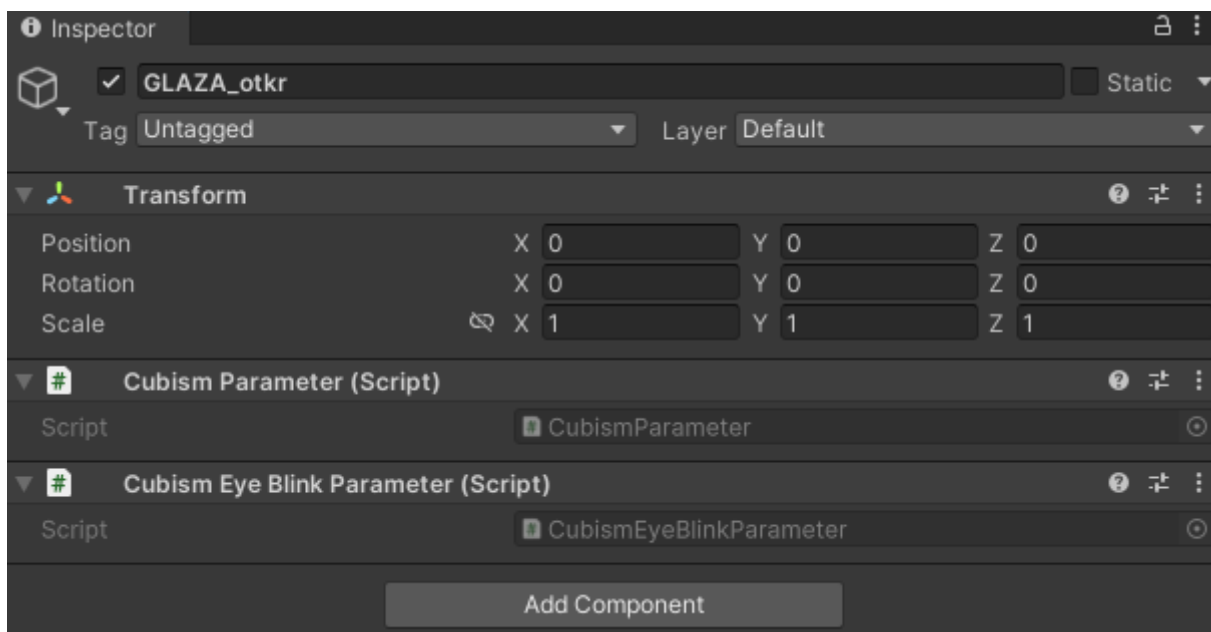 Inspector
GLAZA_otkr Static
Tag Untagged Layer Default
Transform
Position X 0 Y 0 Z 0
Rotation X 0 Y 0 Z 0
Scale X 1 Y 1 Z 1
# Cubism Parameter (Script)
Script # CubismParameter
# Cubism Eye Blink Parameter (Script)
Script # CubismEyeBlinkParameter
Add Component